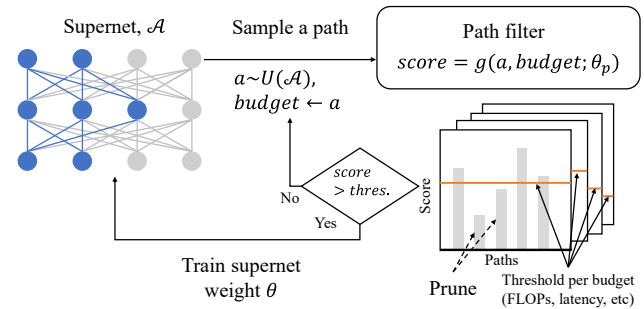 Supernet, 𝒜
Sample a path
Path filter
score = g(a, budget; θ_p)
a~U(𝒜),
budget ← a
score
> thres.
No
Yes
Score
Paths
Train supernet
weight θ
Prune
Threshold per budget
(FLOPs, latency, etc)